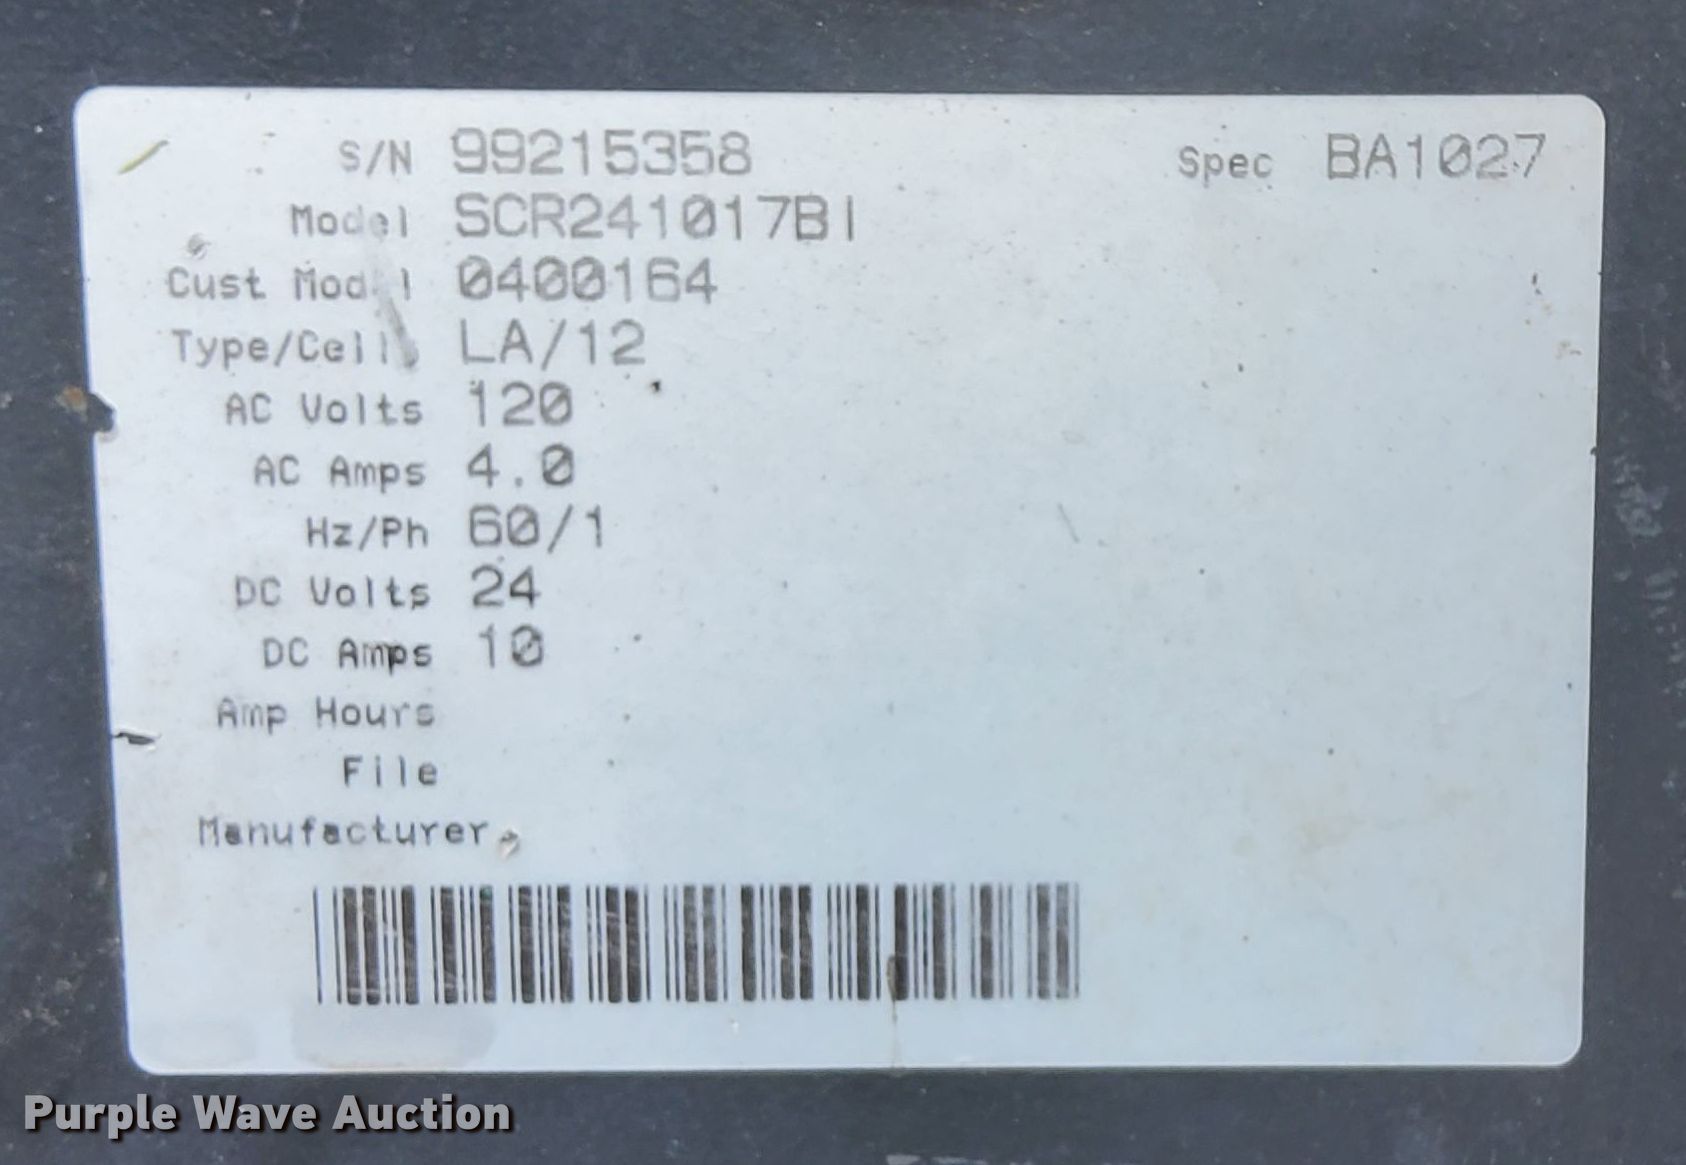 S/N 99215358 Spec BA1027
Model SCR241017BI
Cust Model 0400164
Type/Cells LA/12
AC Volts 120
AC Amps 4.0
Hz/Ph 60/1
DC Volts 24
DC Amps 10
Amp Hours
File
Manufacturer
Purple Wave Auction